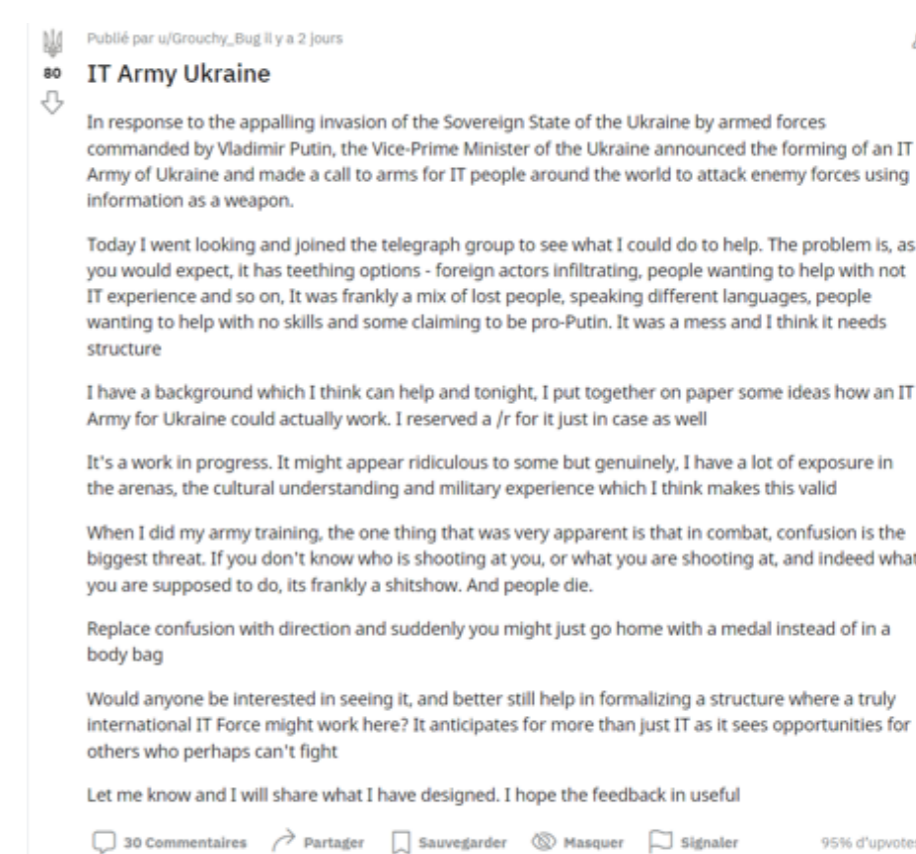 Publié par u/Grouchy_Bug il y a 2 jours
80
IT Army Ukraine
In response to the appalling invasion of the Sovereign State of the Ukraine by armed forces
commanded by Vladimir Putin, the Vice-Prime Minister of the Ukraine announced the forming of an IT
Army of Ukraine and made a call to arms for IT people around the world to attack enemy forces using
information as a weapon.
Today I went looking and joined the telegraph group to see what I could do to help. The problem is, as
you would expect, it has teething options - foreign actors infiltrating, people wanting to help with not
IT experience and so on, It was frankly a mix of lost people, speaking different languages, people
wanting to help with no skills and some claiming to be pro-Putin. It was a mess and I think it needs
structure
I have a background which I think can help and tonight, I put together on paper some ideas how an IT
Army for Ukraine could actually work. I reserved a /r for it just in case as well
It's a work in progress. It might appear ridiculous to some but genuinely, I have a lot of exposure in
the arenas, the cultural understanding and military experience which I think makes this valid
When I did my army training, the one thing that was very apparent is that in combat, confusion is the
biggest threat. If you don't know who is shooting at you, or what you are shooting at, and indeed what
you are supposed to do, its frankly a shitshow. And people die.
Replace confusion with direction and suddenly you might just go home with a medal instead of in a
body bag
Would anyone be interested in seeing it, and better still help in formalizing a structure where a truly
international IT Force might work here? It anticipates for more than just IT as it sees opportunities for
others who perhaps can't fight
Let me know and I will share what I have designed. I hope the feedback in useful
30 Commentaires Partager Sauvegarder Masquer Signaler 95% d'upvotes